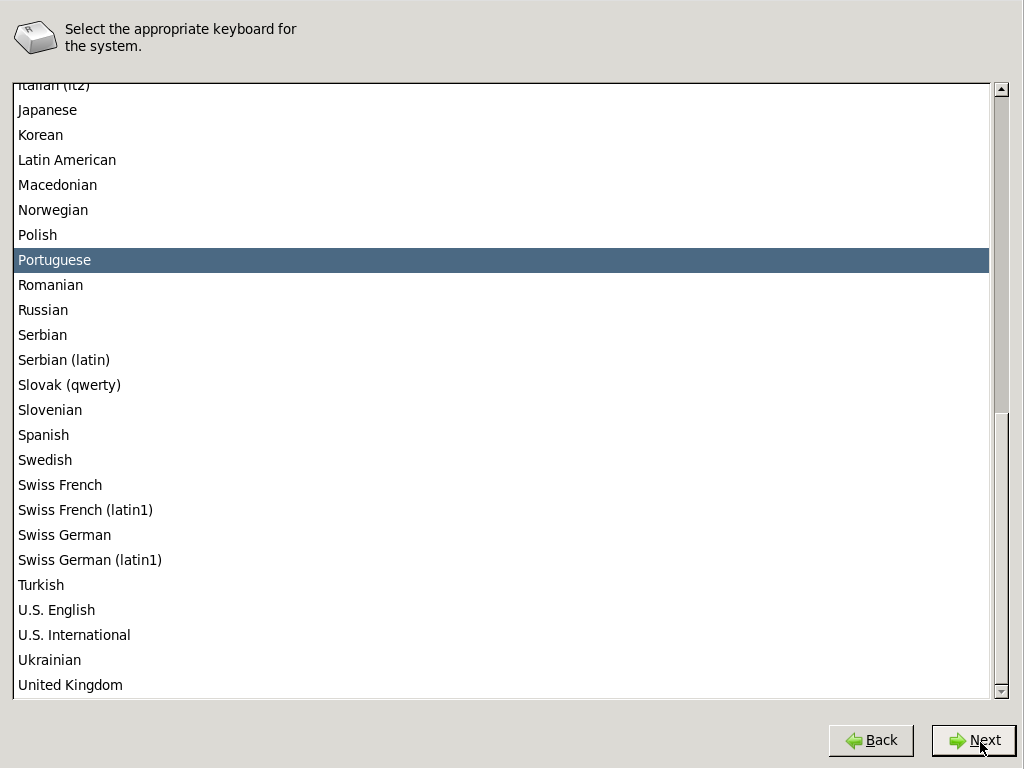 Select the appropriate keyboard for
the system.
Italian (it2)
Japanese
Korean
Latin American
Macedonian
Norwegian
Polish
Portuguese
Romanian
Russian
Serbian
Serbian (latin)
Slovak (qwerty)
Slovenian
Spanish
Swedish
Swiss French
Swiss French (latin1)
Swiss German
Swiss German (latin1)
Turkish
U.S. English
U.S. International
Ukrainian
United Kingdom
Back Next